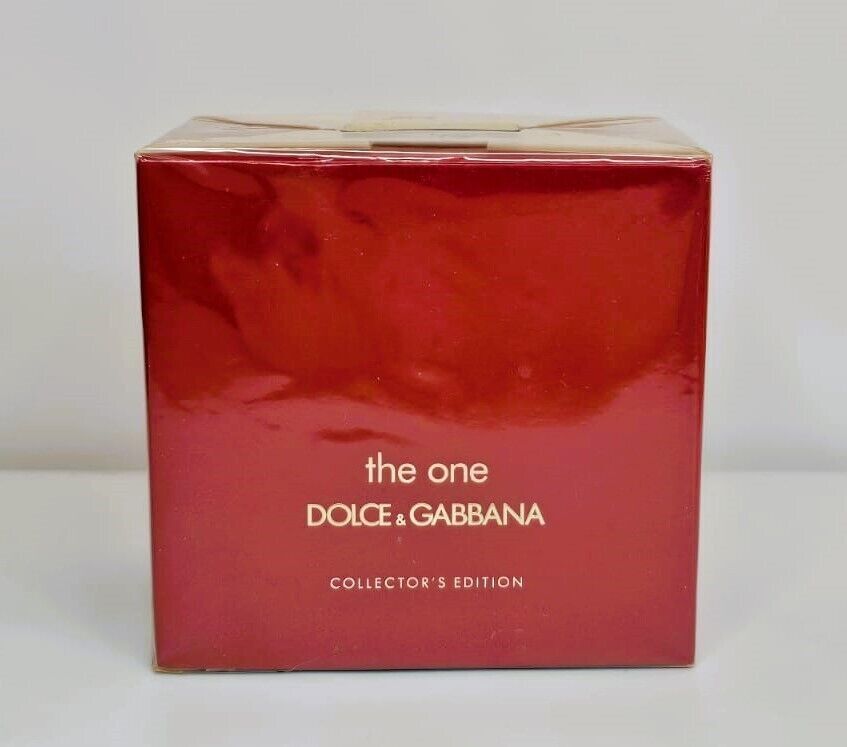 the one
DOLCE & GABBANA
COLLECTOR'S EDITION